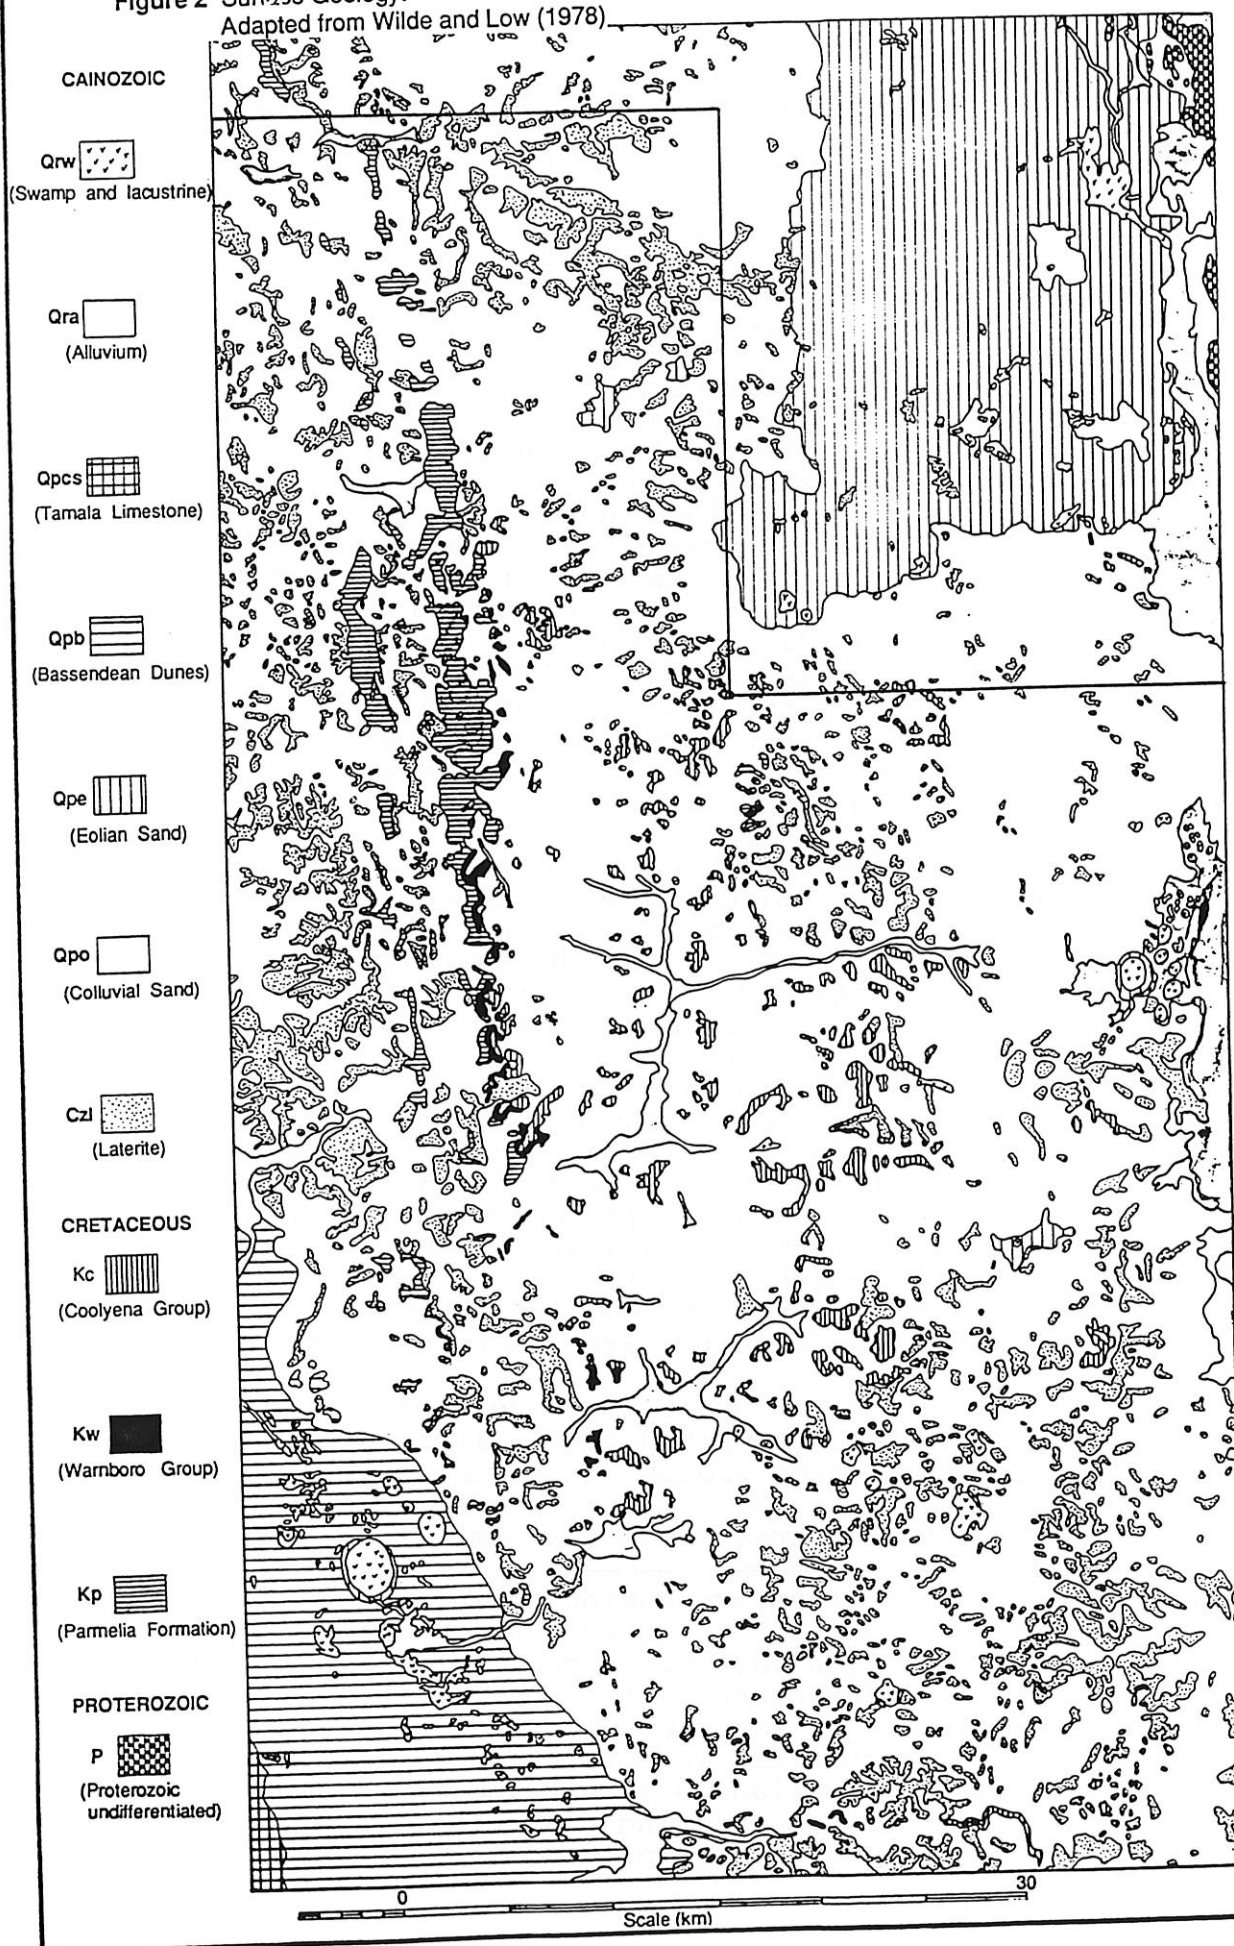 Figure 2
Adapted from Wilde and Low (1978)
CAINOZOIC
Qrw
(Swamp and lacustrine)
Qra
(Alluvium)
Qpcs
(Tamala Limestone)
Qpb
(Bassendean Dunes)
Qpe
(Eolian Sand)
Qpo
(Colluvial Sand)
Czl
(Laterite)
CRETACEOUS
Kc
(Coolyena Group)
Kw
(Warnboro Group)
Kp
(Parmelia Formation)
PROTEROZOIC
P
(Proterozoic
undifferentiated)
0 30
Scale (km)